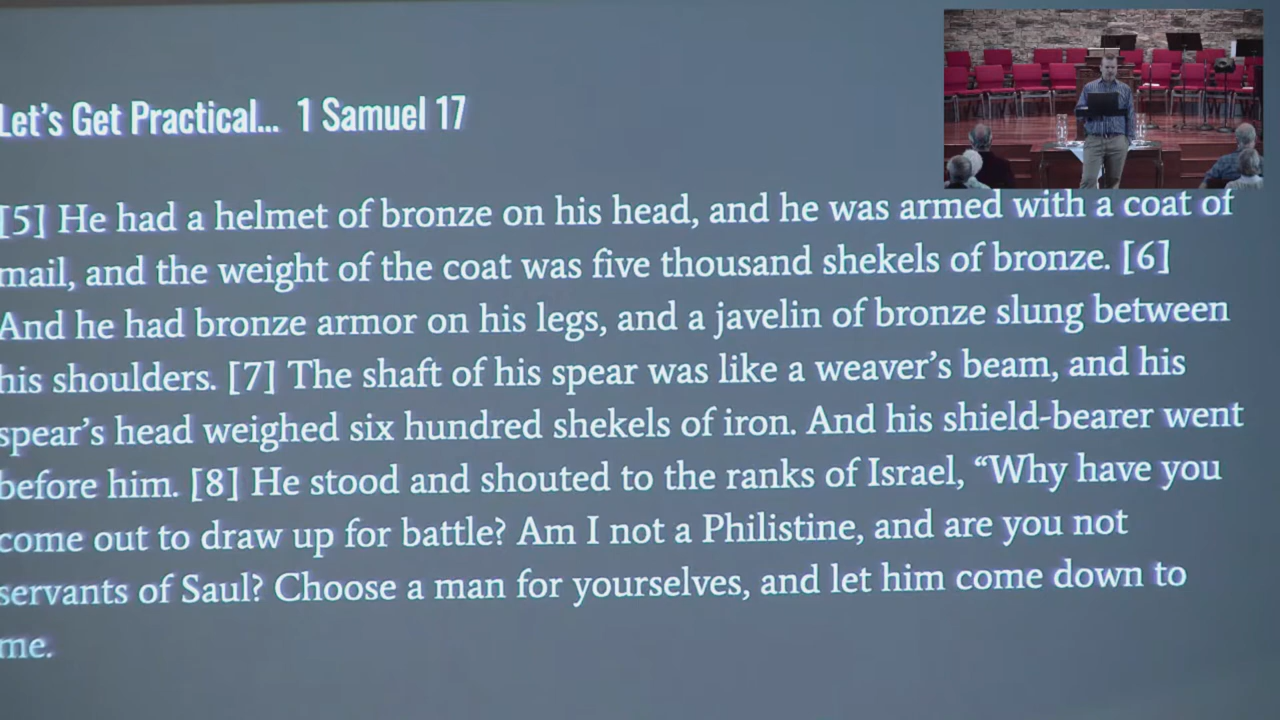 Let's Get Practical... 1 Samuel 17
[5] He had a helmet of bronze on his head, and he was armed with a coat of
mail, and the weight of the coat was five thousand shekels of bronze. [6]
And he had bronze armor on his legs, and a javelin of bronze slung between
his shoulders. [7] The shaft of his spear was like a weaver's beam, and his
spear's head weighed six hundred shekels of iron. And his shield-bearer went
before him. [8] He stood and shouted to the ranks of Israel, “Why have you
come out to draw up for battle? Am I not a Philistine, and are you not
servants of Saul? Choose a man for yourselves, and let him come down to
me.